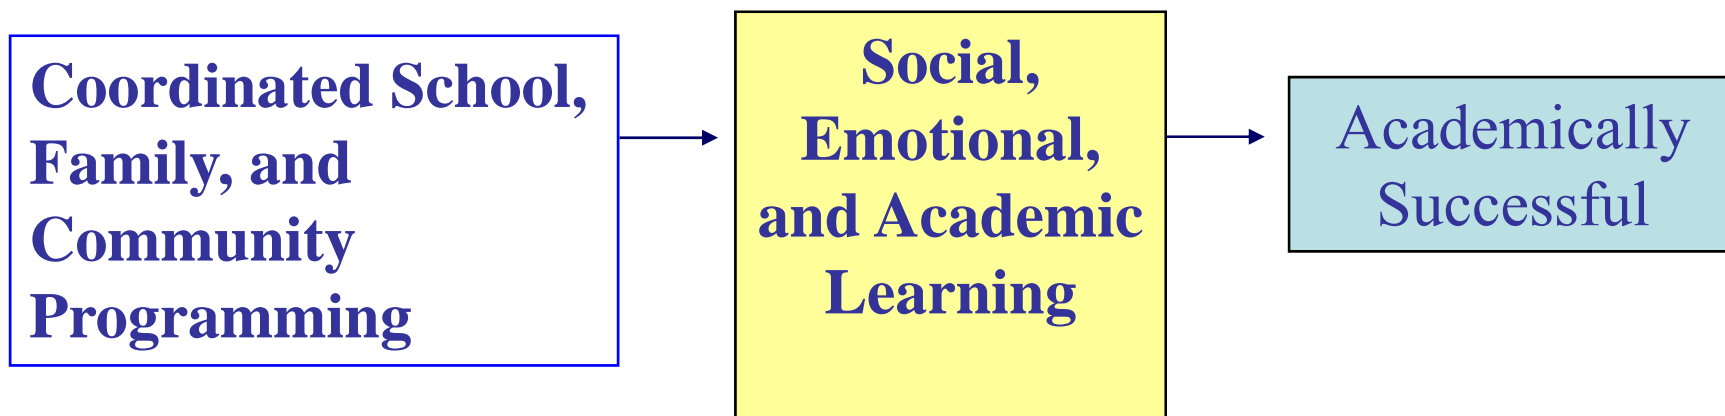 Coordinated School,
Family, and
Community
Programming
Social,
Emotional,
and Academic
Learning
Academically
Successful